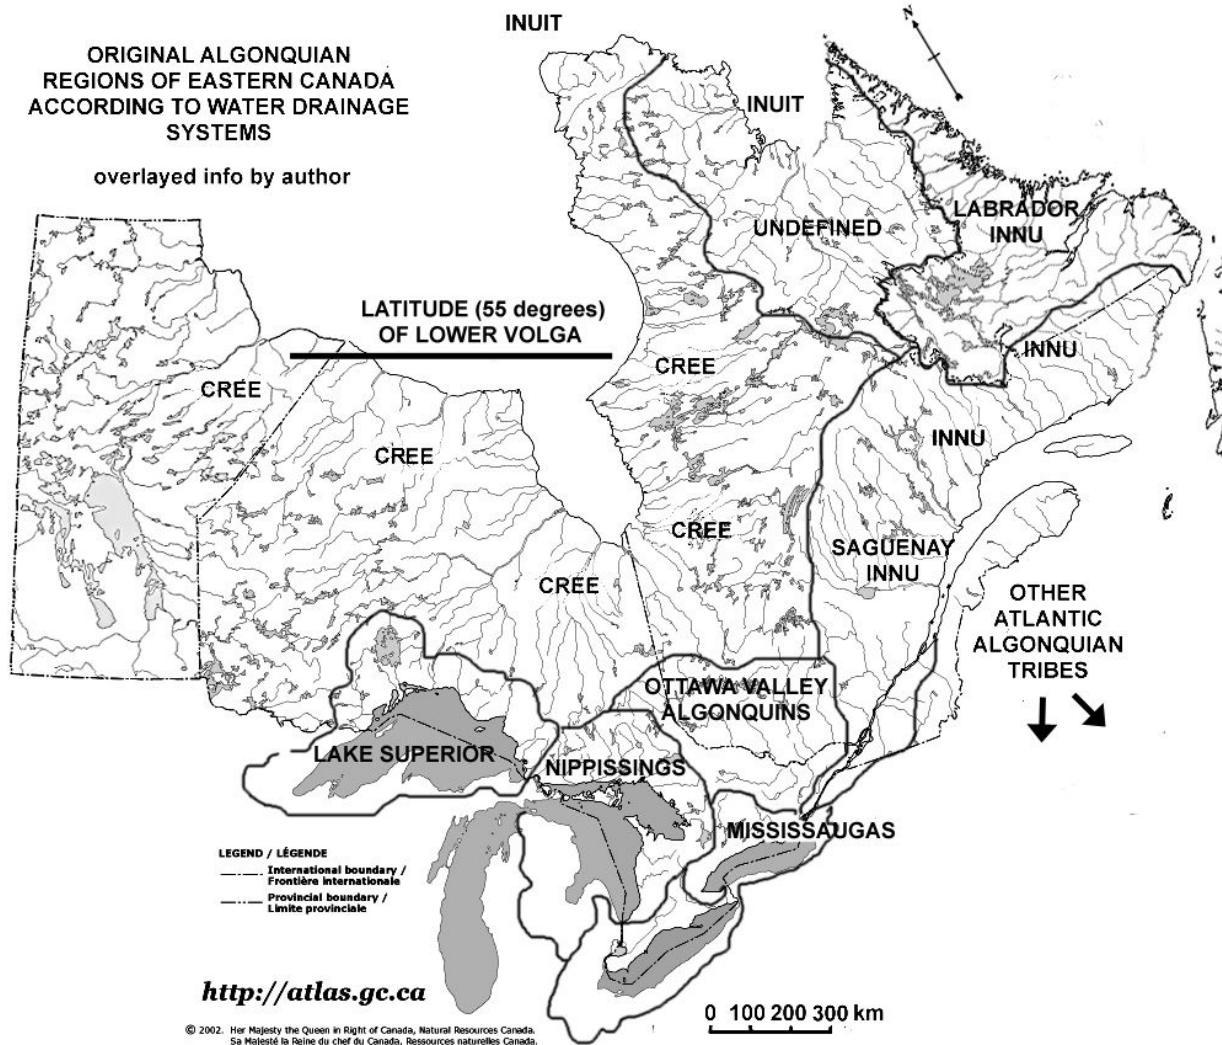 INUIT
N
ORIGINAL ALGONQUIAN
REGIONS OF EASTERN CANADA
ACCORDING TO WATER DRAINAGE
SYSTEMS
overlayed info by author
INUIT
LABRADOR
INNU
UNDEFINED
LATITUDE (55 degrees)
OF LOWER VOLGA
INNU
CREE
CREE
INNU
CREE
CREE
SAGUENAY
INNU
CREE
OTHER
ATLANTIC
ALGONQUIAN
TRIBES
OTTAWA VALLEY
ALGONQUINS
LAKE SUPERIOR
NIPPISSINGS
MISSISSAUGAS
LEGEND / LÉGENDE
International boundary /
Frontière internationale
Provincial boundary /
Limite provinciale
http://atlas.gc.ca
0 100 200 300 km
© 2002. Her Majesty the Queen in Right of Canada, Natural Resources Canada.
Sa Majesté la Reine du chef du Canada, Ressources naturelles Canada.